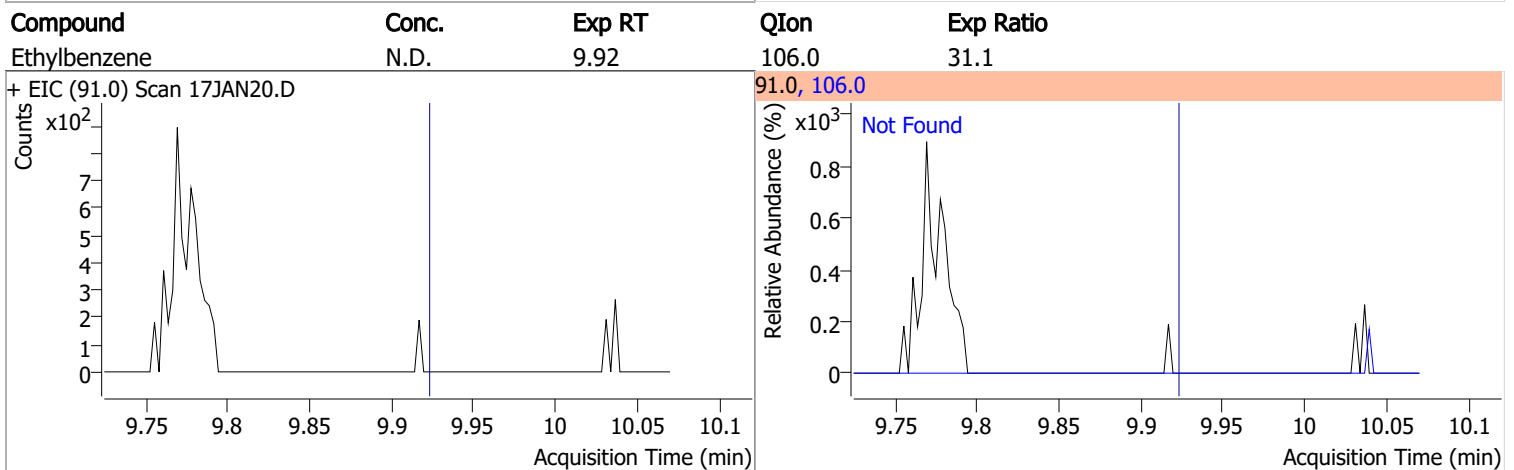 Compound Conc. Exp RT QIon Exp Ratio
Ethylbenzene N.D. 9.92 106.0 31.1
+ EIC (91.0) Scan 17JAN20.D
Counts
x10²
7
6
5
4
3
2
1
0
9.75 9.8 9.85 9.9 9.95 10 10.05 10.1
Acquisition Time (min)
91.0, 106.0
Relative Abundance (%)
x10³
Not Found
0.8
0.6
0.4
0.2
0
9.75 9.8 9.85 9.9 9.95 10 10.05 10.1
Acquisition Time (min)